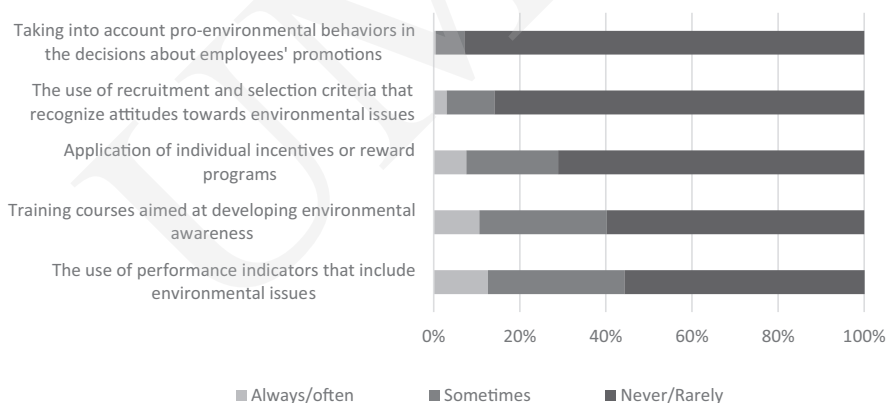 Taking into account pro-environmental behaviors in
the decisions about employees' promotions
The use of recruitment and selection criteria that
recognize attitudes towards environmental issues
Application of individual incentives or reward
programs
Training courses aimed at developing environmental
awareness
The use of performance indicators that include
environmental issues
0% 20% 40% 60% 80% 100%
Always/often Sometimes Never/Rarely